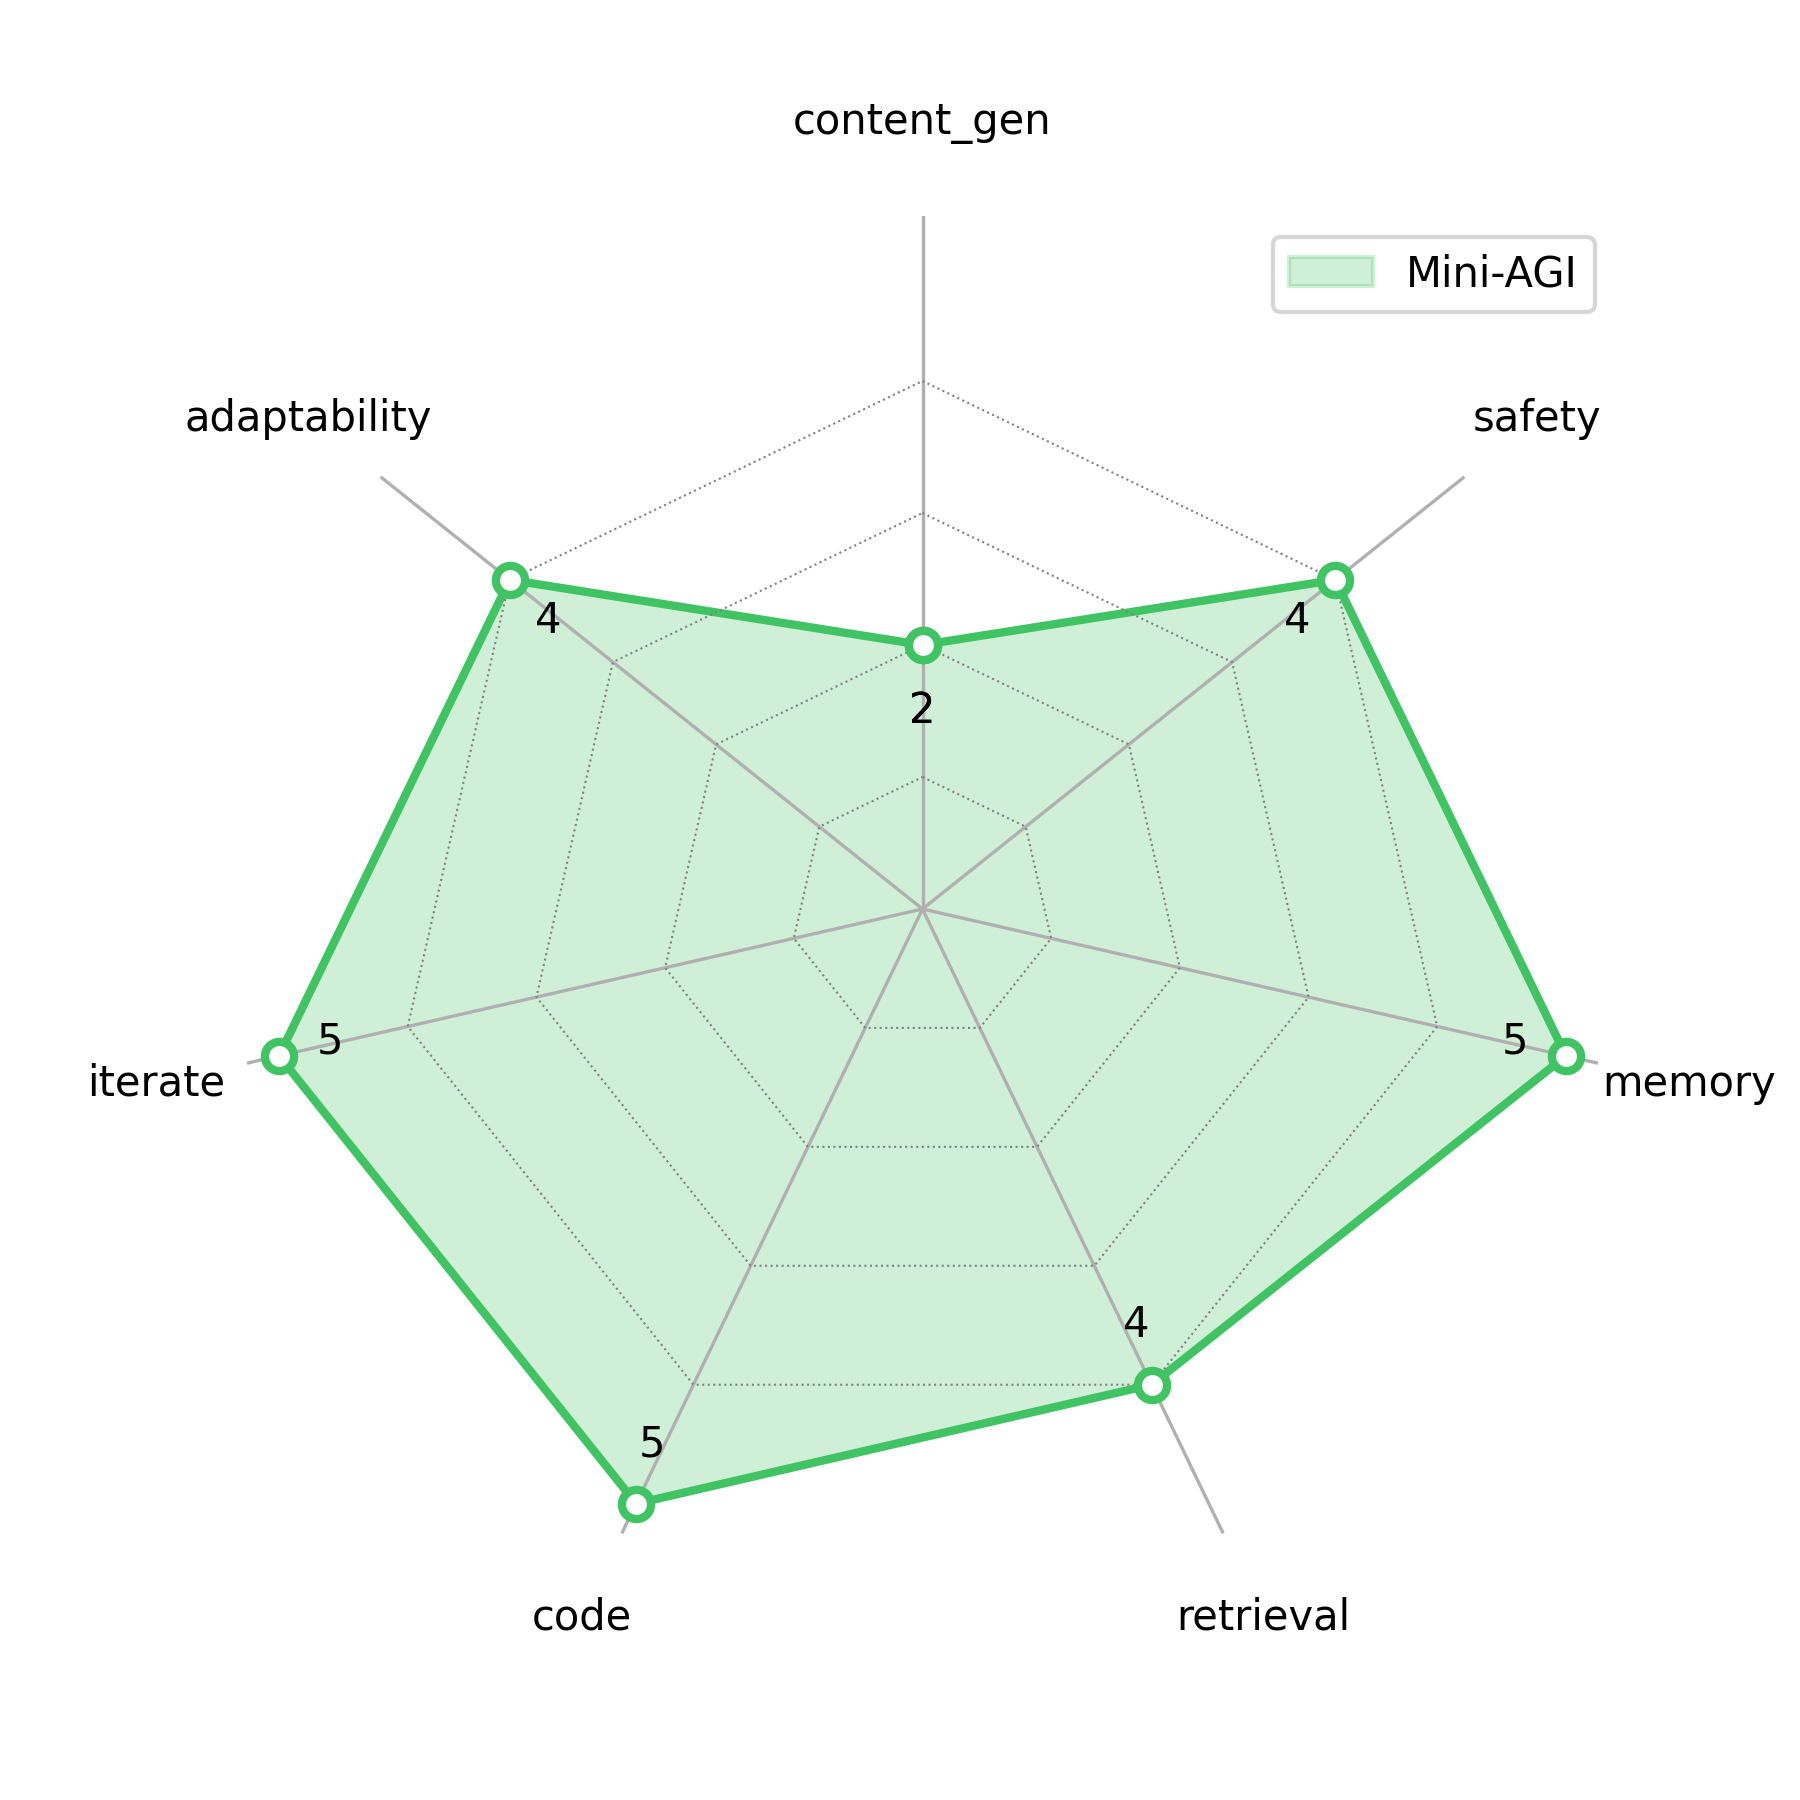 content_gen
Mini-AGI
adaptability
safety
4
4
2
5
5
iterate
memory
4
5
code
retrieval